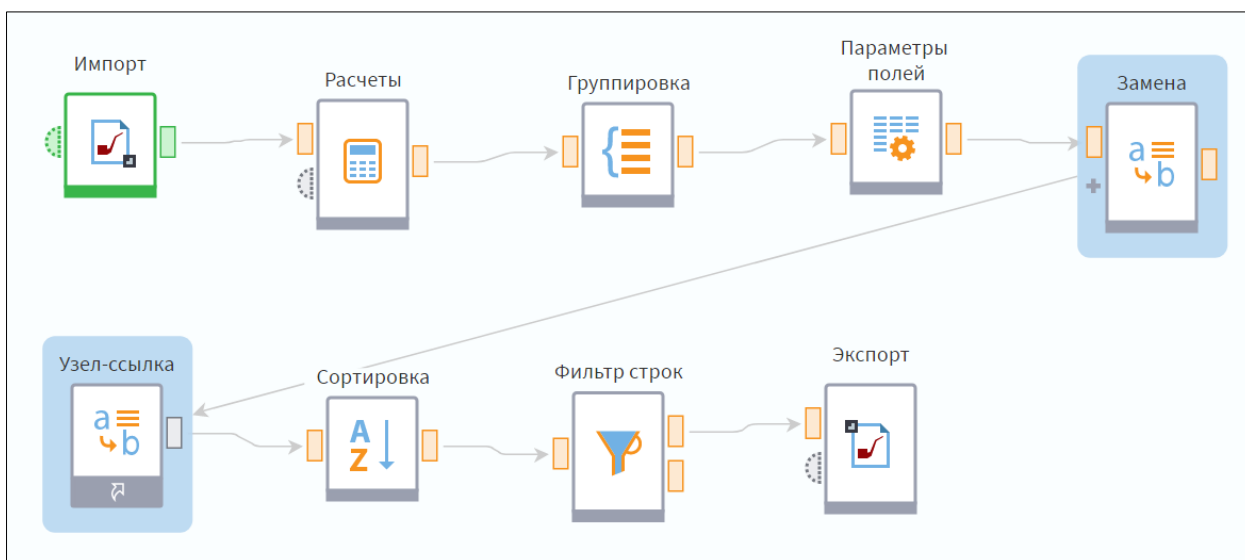 Импорт
Расчеты
Группировка
Параметры
полей
Замена
a
b
Узел-ссылка
a
b
Сортировка
A
Z
Фильтр строк
Экспорт